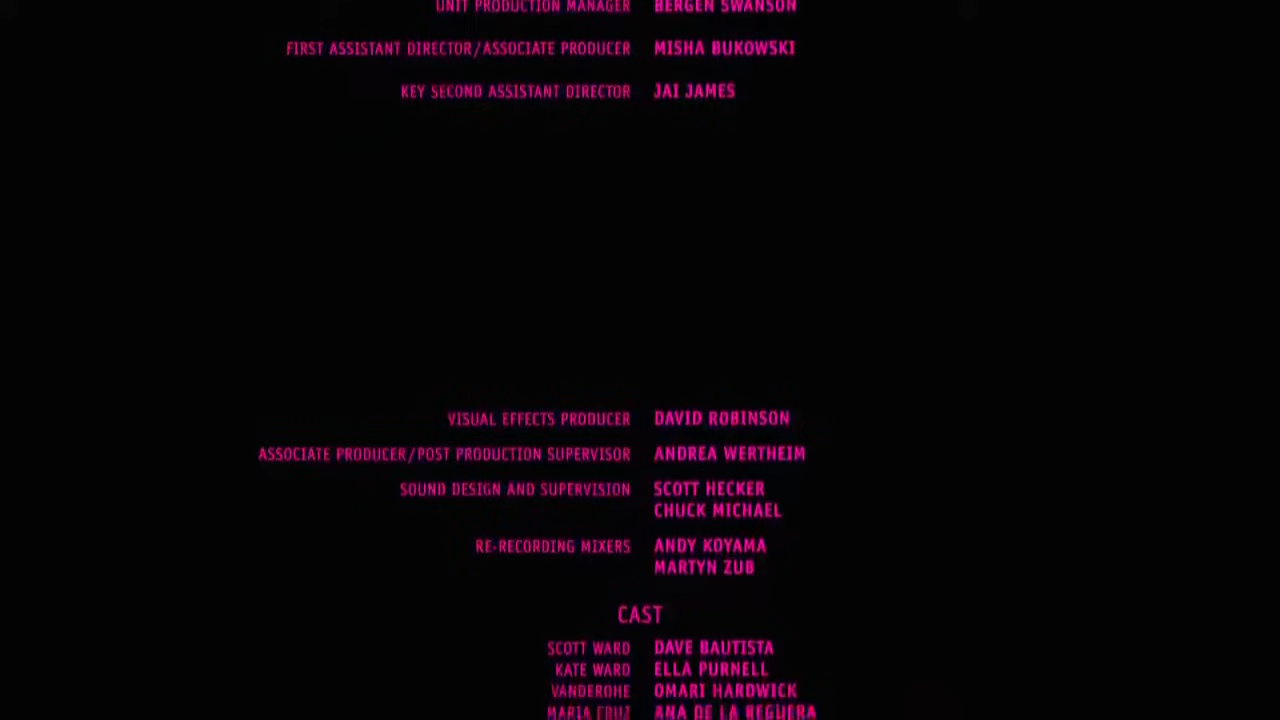 UNIT PRODUCTION MANAGER BERGEN SWANSON
FIRST ASSISTANT DIRECTOR/ASSOCIATE PRODUCER MISHA BUKOWSKI
KEY SECOND ASSISTANT DIRECTOR JAI JAMES
VISUAL EFFECTS PRODUCER DAVID ROBINSON
ASSOCIATE PRODUCER/POST PRODUCTION SUPERVISOR ANDREA WERTHEIM
SOUND DESIGN AND SUPERVISION SCOTT HECKER
CHUCK MICHAEL
RE-RECORDING MIXERS ANDY KOYAMA
MARTYN ZUB
CAST
SCOTT WARD DAVE BAUTISTA
KATE WARD ELLA PURNELL
VANDEROHE OMARI HARDWICK
MARIA CRUZ ANA DE LA REGUERA